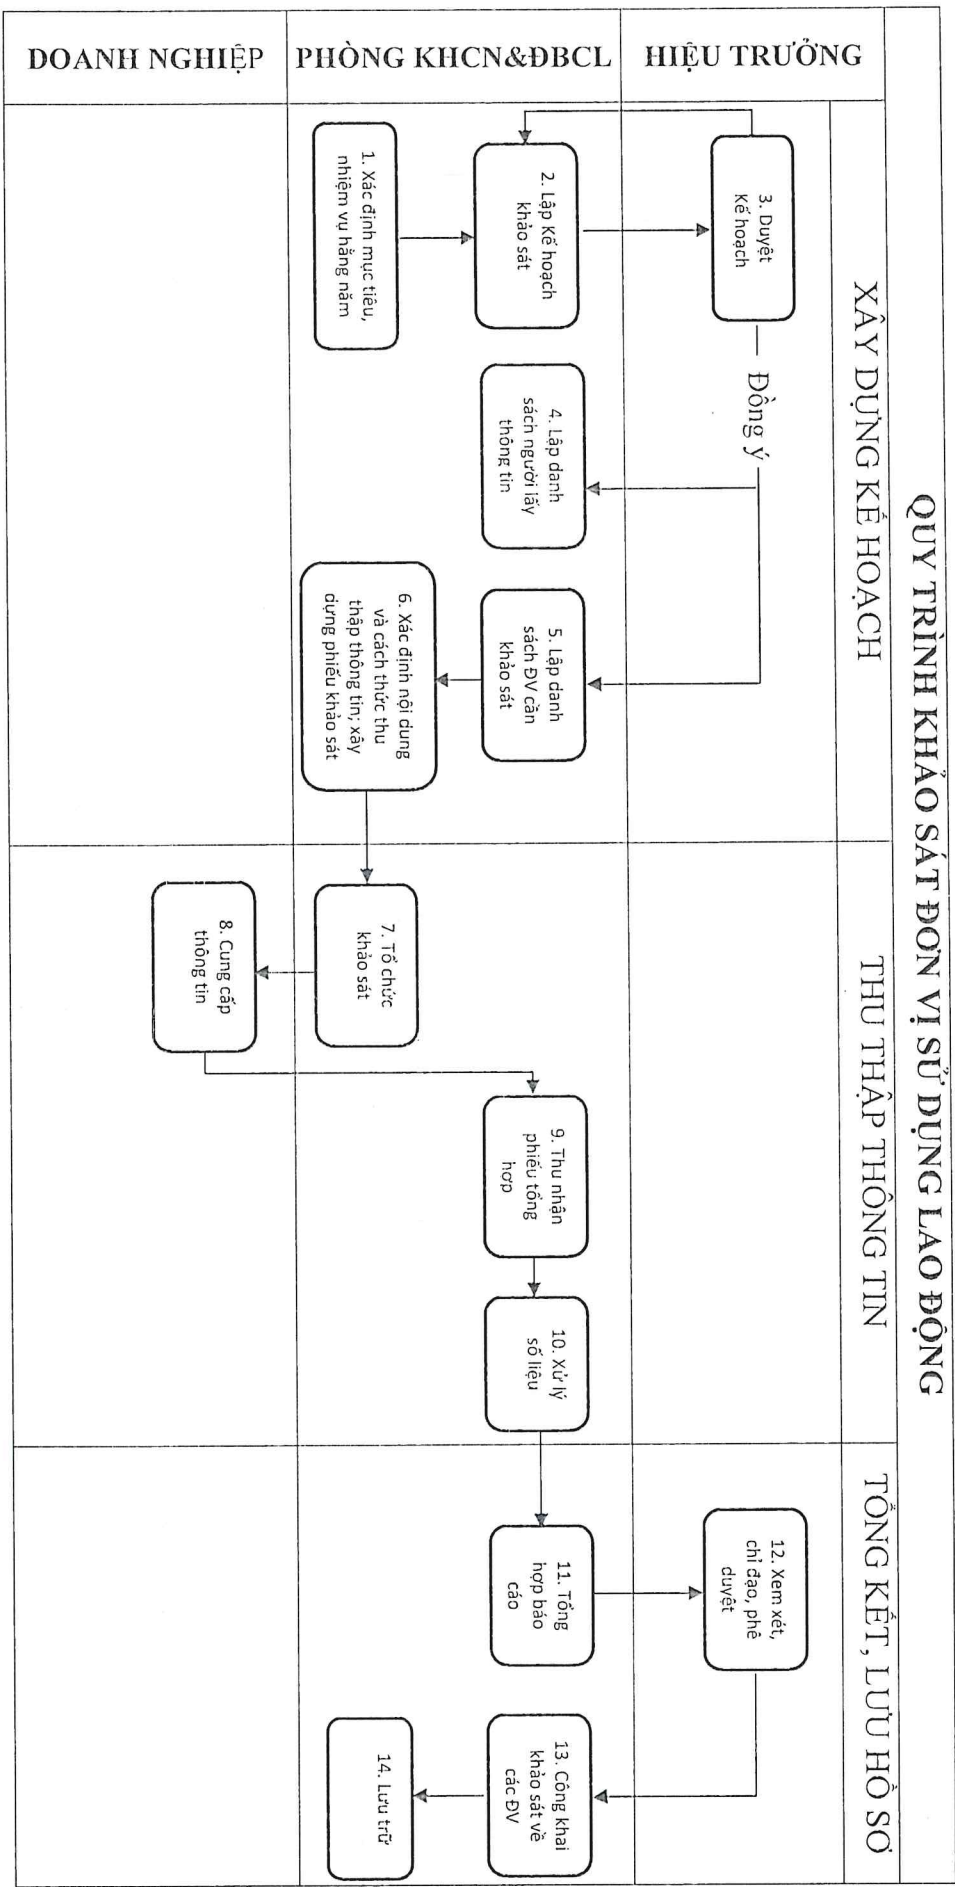 QUY TRÌNH KHẢO SÁT ĐƠN VỊ SỬ DỤNG LAO ĐỘNG
XÂY DỰNG KẾ HOẠCH
THU THẬP THÔNG TIN
TỔNG KẾT, LƯU HỒ SƠ
HIỆU TRƯỞNG
3. Duyệt
Kế hoạch
Đồng ý
12. Xem xét,
chỉ đạo, phê
duyệt
PHÒNG KHCN&ĐBCL
1. Xác định mục tiêu,
nhiệm vụ hằng năm
2. Lập Kế hoạch
khảo sát
4. Lập danh
sách người lấy
thông tin
5. Lập danh
sách ĐV cần
khảo sát
6. Xác định nội dung
và cách thức thu
thập thông tin; xây
dựng phiếu khảo sát
7. Tổ chức
khảo sát
9. Thu nhận
phiếu tổng
hợp
10. Xử lý
số liệu
11. Tổng
hợp báo
cáo
13. Công khai
khảo sát về
các ĐV
14. Lưu trữ
DOANH NGHIỆP
8. Cung cấp
thông tin